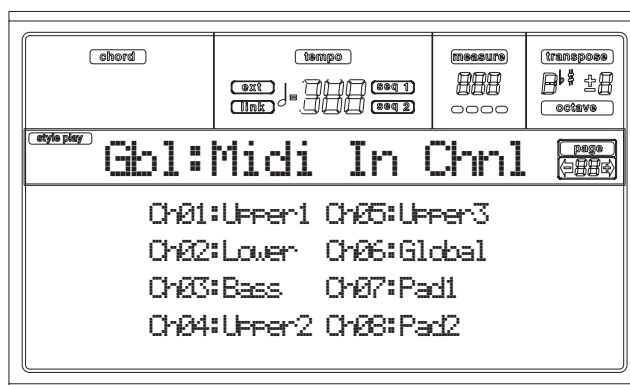 chord
tempo
measure
transpose
ext
link
seq 1
seq 2
octave
style play
Gbl:Midi In Chnl
page
Ch01:Upper1 Ch05:Upper3
Ch02:Lower Ch06:Global
Ch03:Bass Ch07:Pad1
Ch04:Upper2 Ch08:Pad2